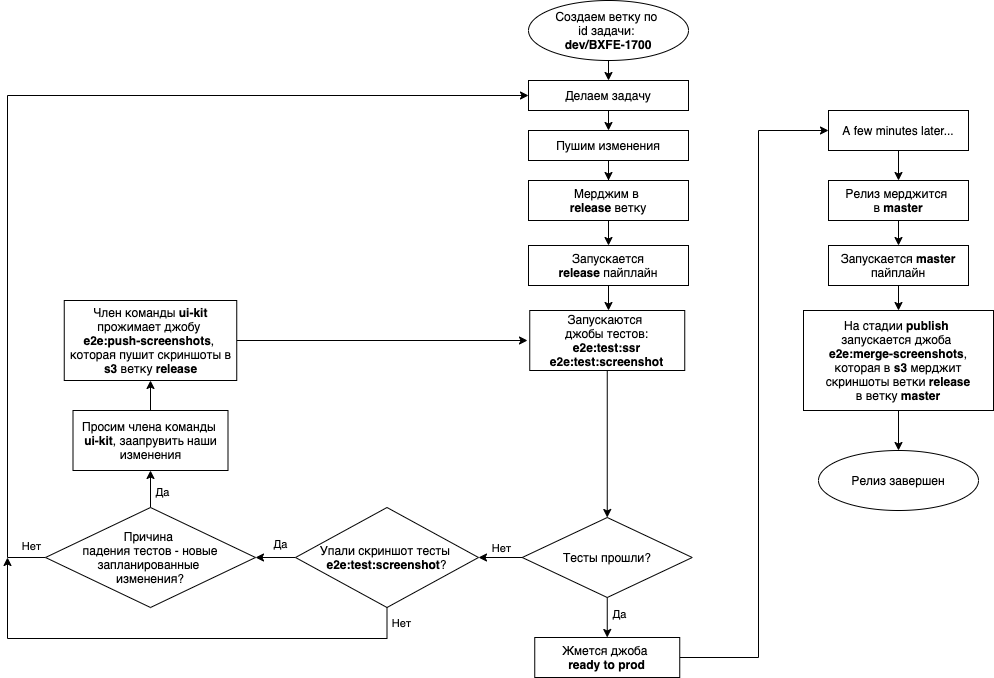 Создаем ветку по
id задачи:
dev/BXFE-1700
Делаем задачу
Пушим изменения
Мерджим в
release ветку
Запускается
release пайплайн
Запускаются
джобы тестов:
e2e:test:ssr
e2e:test:screenshot
Тесты прошли?
Нет
Да
Упали скриншот тесты
e2e:test:screenshot?
Да
Нет
Причина
падения тестов - новые
запланированные
изменения?
Нет
Да
Просим члена команды
ui-kit, заапрувить наши
изменения
Член команды ui-kit
прожимает джобу
e2e:push-screenshots,
которая пушит скриншоты в
s3 ветку release
Жмется джоба
ready to prod
A few minutes later...
Релиз мерджится
в master
Запускается master
пайплайн
На стадии publish
запускается джоба
e2e:merge-screenshots,
которая в s3 мерджит
скриншоты ветки release
в ветку master
Релиз завершен